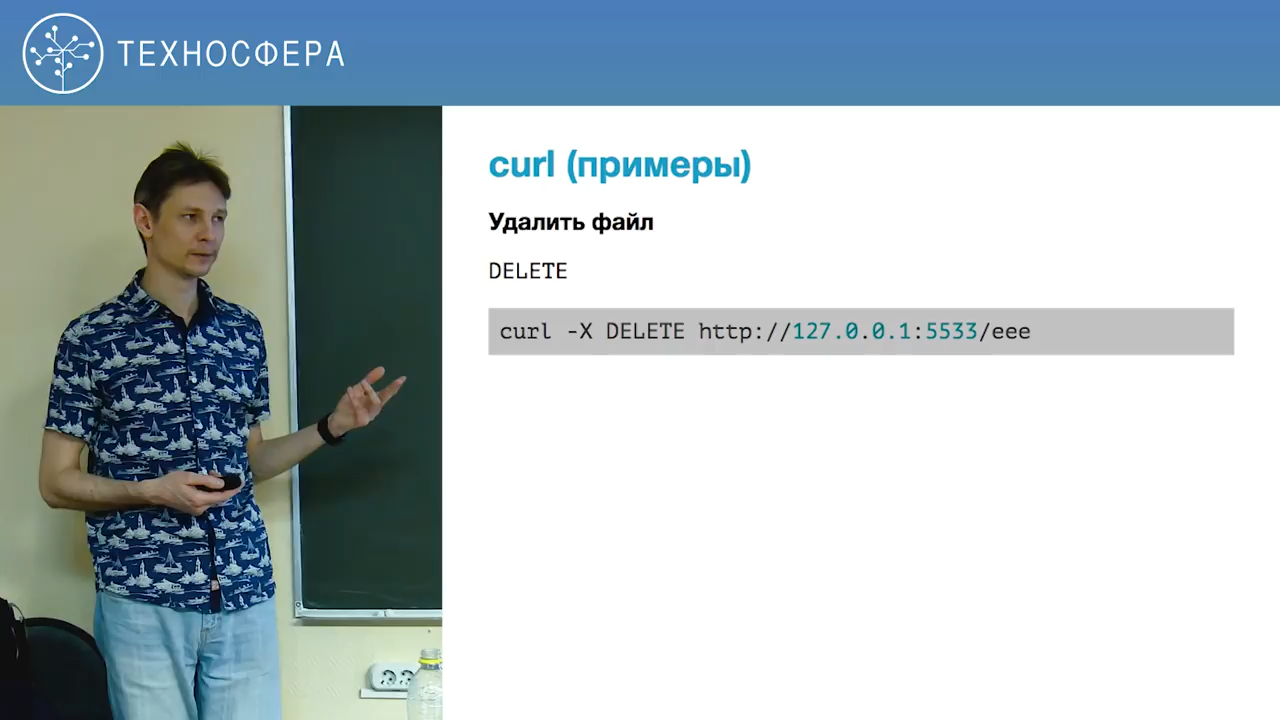 ТЕХНОСФЕРА
curl (примеры)
Удалить файл
DELETE
curl -X DELETE http://127.0.0.1:5533/eee